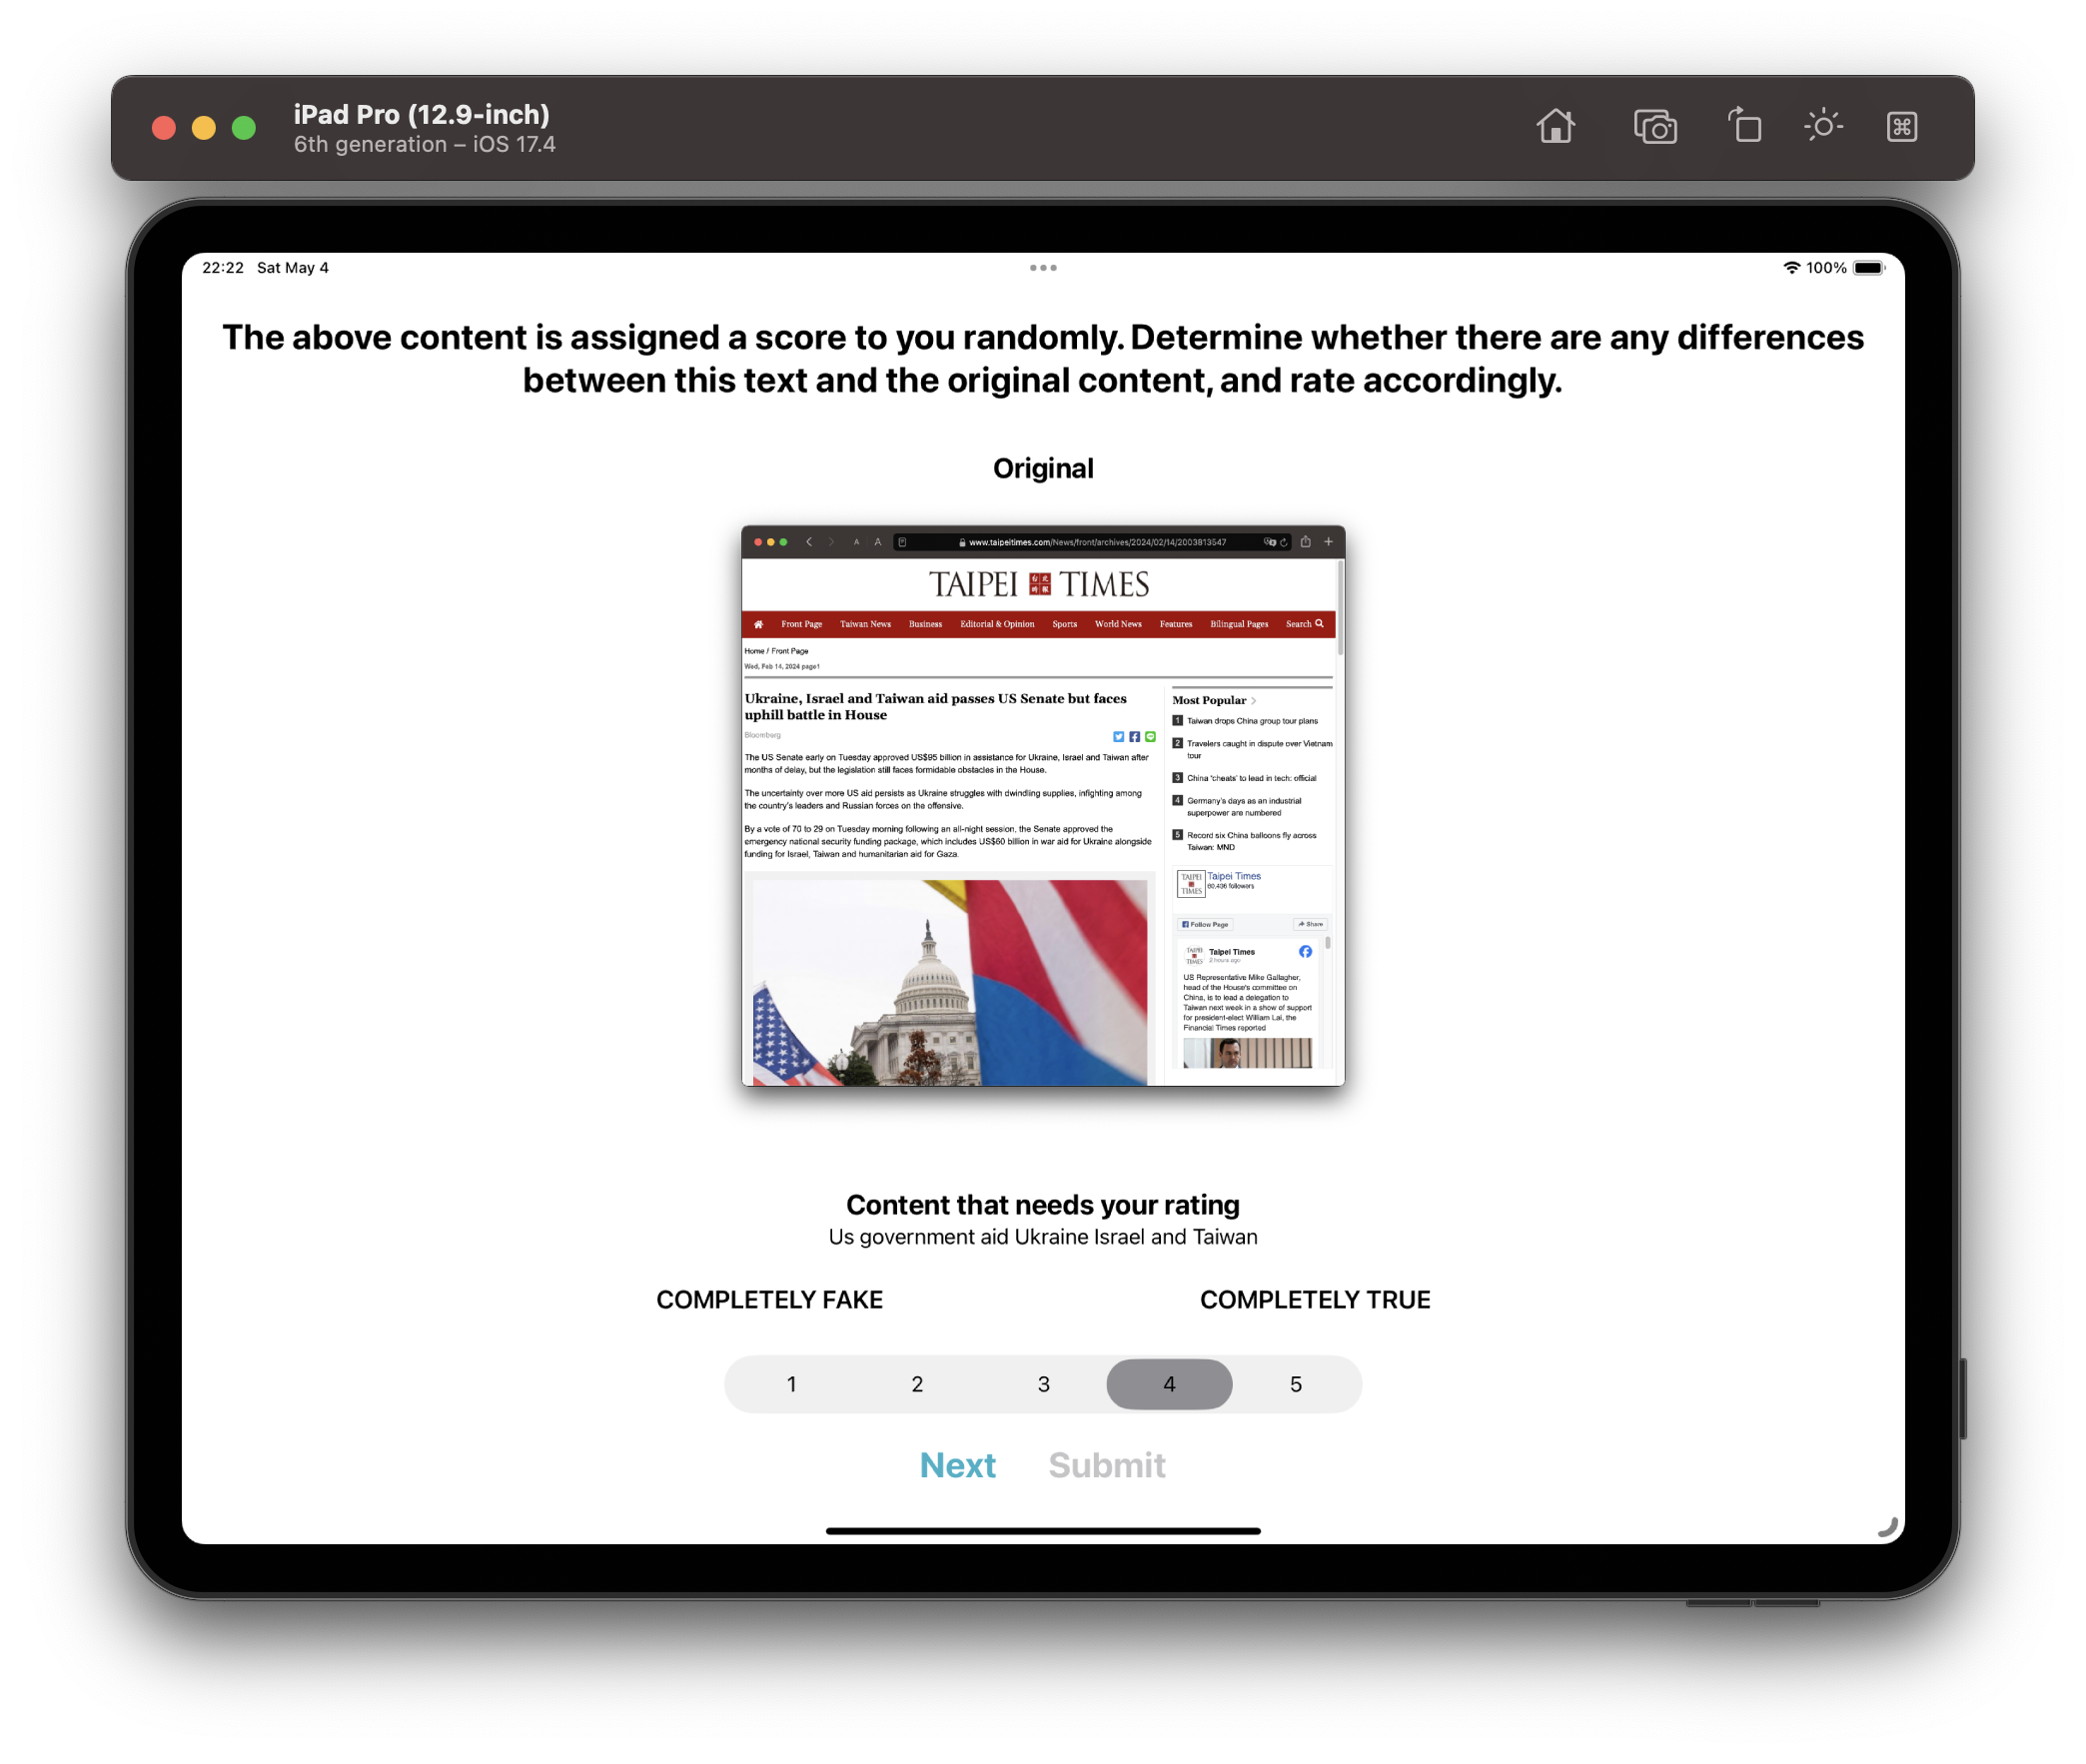 iPad Pro (12.9-inch)
6th generation – iOS 17.4
22:22 Sat May 4
100%
The above content is assigned a score to you randomly. Determine whether there are any differences
between this text and the original content, and rate accordingly.
Original
A A
www.taipeitimes.com/News/front/archives/2024/02/14/2003813547
TAIPEI 台北時報 TIMES
Front Page Taiwan News Business Editorial & Opinion Sports World News Features Bilingual Pages Search
Home / Front Page
Wed, Feb 14, 2024 page1
Ukraine, Israel and Taiwan aid passes US Senate but faces
uphill battle in House
Bloomberg
The US Senate early on Tuesday approved US$95 billion in assistance for Ukraine, Israel and Taiwan after
months of delay, but the legislation still faces formidable obstacles in the House.
The uncertainty over more US aid persists as Ukraine struggles with dwindling supplies, infighting among
the country's leaders and Russian forces on the offensive.
By a vote of 70 to 29 on Tuesday morning following an all-night session, the Senate approved the
emergency national security funding package, which includes US$60 billion in war aid for Ukraine alongside
funding for Israel, Taiwan and humanitarian aid for Gaza.
Most Popular
1 Taiwan drops China group tour plans
2 Travelers caught in dispute over Vietnam
tour
3 China 'cheats' to lead in tech: official
4 Germany's days as an industrial
superpower are numbered
5 Record six China balloons fly across
Taiwan: MND
TAIPEI
TIMES
Taipei Times
60,436 followers
Follow Page
Share
TAIPEI
TIMES
Taipei Times
2 hours ago
US Representative Mike Gallagher,
head of the House's committee on
China, is to lead a delegation to
Taiwan next week in a show of support
for president-elect William Lai, the
Financial Times reported
Content that needs your rating
Us government aid Ukraine Israel and Taiwan
COMPLETELY FAKE COMPLETELY TRUE
1 2 3 4 5
Next Submit